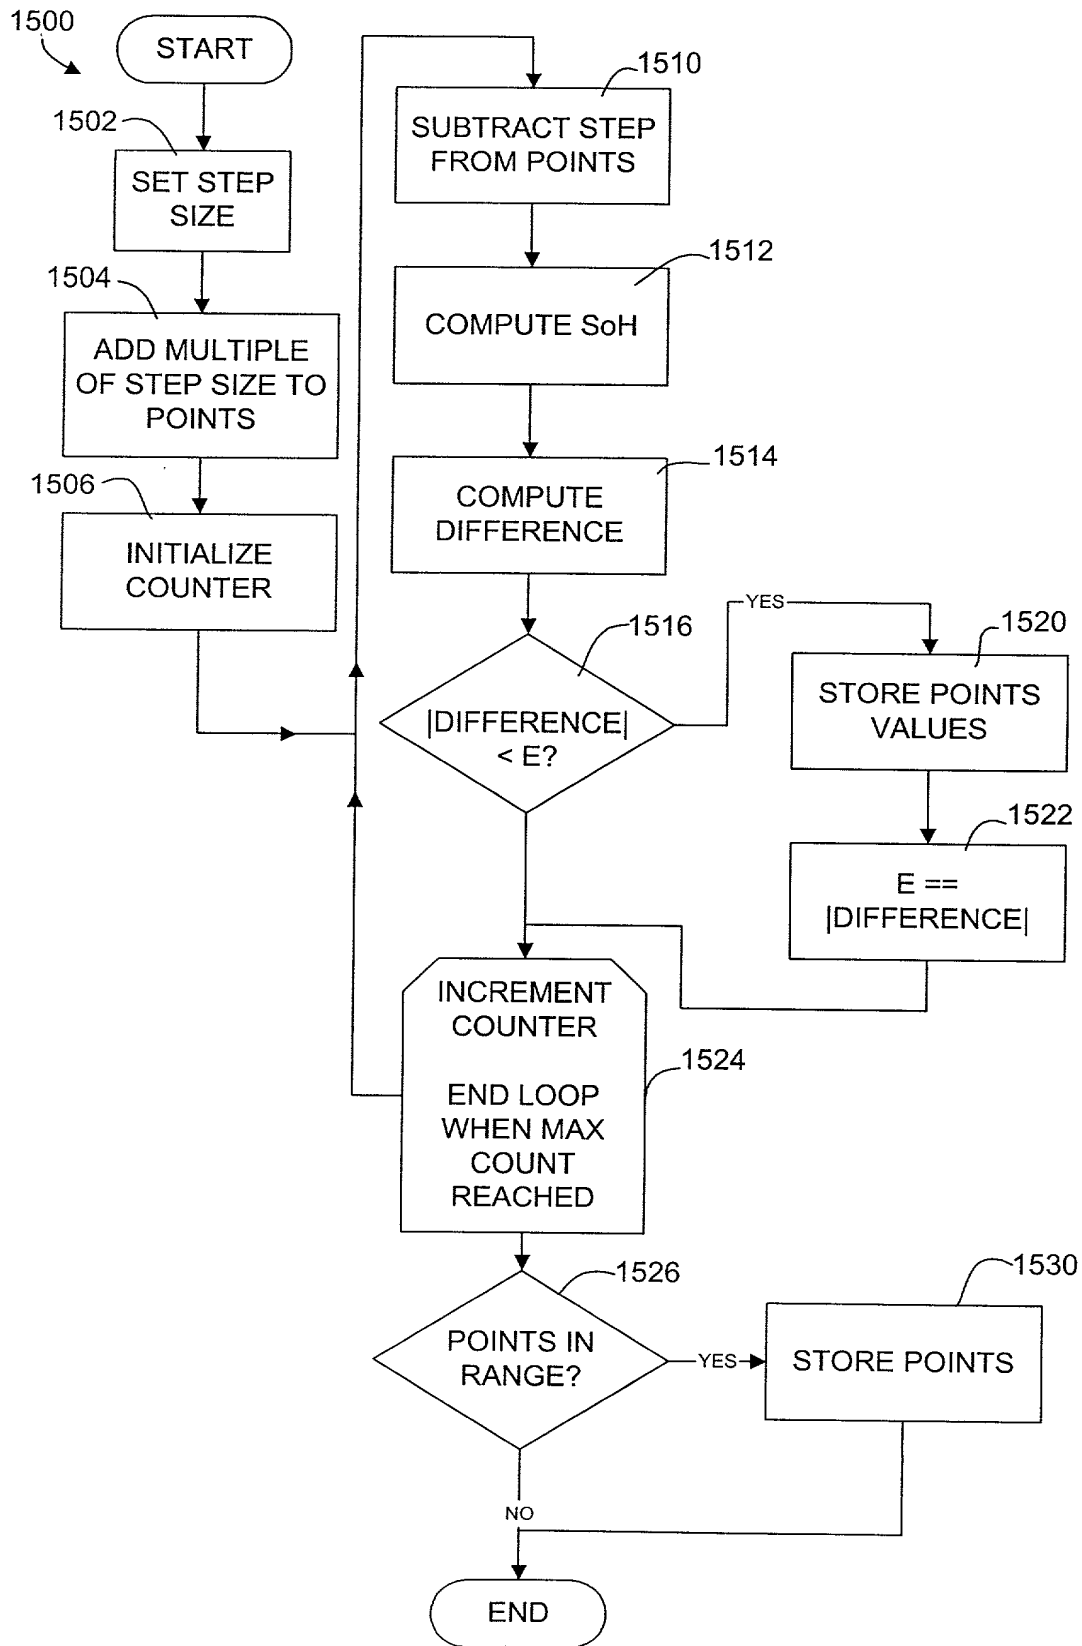 1500
START
1502
SET STEP
SIZE
1504
ADD MULTIPLE
OF STEP SIZE TO
POINTS
1506
INITIALIZE
COUNTER
1510
SUBTRACT STEP
FROM POINTS
1512
COMPUTE SoH
1514
COMPUTE
DIFFERENCE
1516
|DIFFERENCE|
< E?
YES
1520
STORE POINTS
VALUES
1522
E ==
|DIFFERENCE|
INCREMENT
COUNTER
END LOOP
WHEN MAX
COUNT
REACHED
1524
1526
POINTS IN
RANGE?
YES
1530
STORE POINTS
NO
END